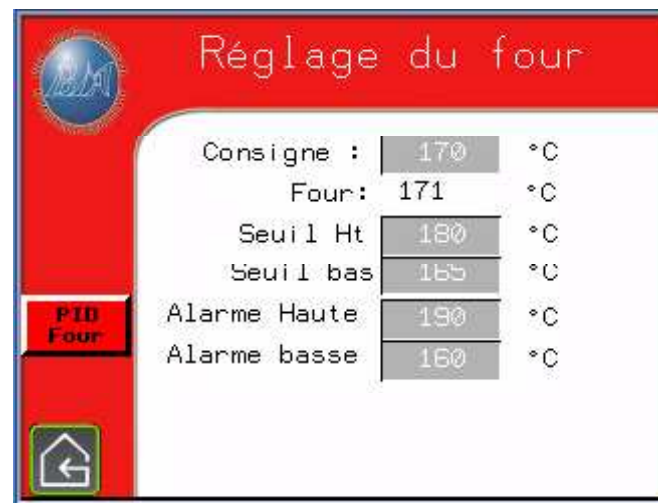 Réglage du four
Consigne : 170 °C
Four: 171 °C
Seuil Ht 180 °C
Seuil bas 165 °C
Alarme Haute 190 °C
Alarme basse 160 °C
PID
Four